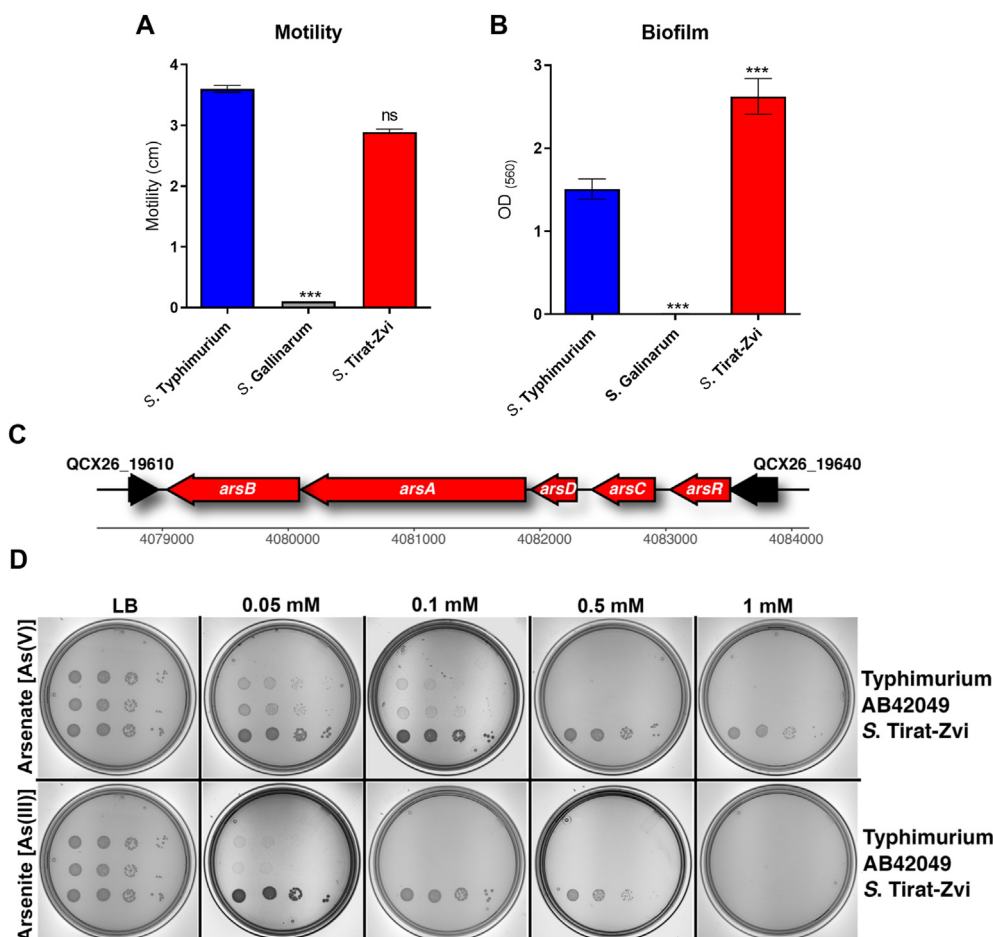 A
Motility
Motility (cm)
4
3
2
1
0
***
ns
S. Typhimurium
S. Gallinarum
S. Tirat-Zvi
B
Biofilm
OD (560)
3
2
1
0
***
***
S. Typhimurium
S. Galinarum
S. Tirat-Zvi
C
QCX26_19610
QCX26_19640
arsB
arsA
arsD
arsC
arsR
4079000
4080000
4081000
4082000
4083000
4084000
D
LB
0.05 mM
0.1 mM
0.5 mM
1 mM
Arsenate [As(V)]
Typhimurium
AB42049
S. Tirat-Zvi
Arsenite [As(III)]
Typhimurium
AB42049
S. Tirat-Zvi